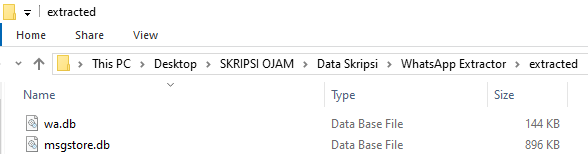 extracted
File Home Share View
This PC > Desktop > SKRIPSI OJAM > Data Skripsi > WhatsApp Extractor > extracted
Name Type Size
wa.db Data Base File 144 KB
msgstore.db Data Base File 896 KB